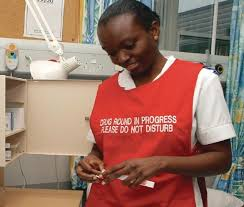 DRUG ROUND IN PROGRESS
PLEASE DO NOT DISTURB